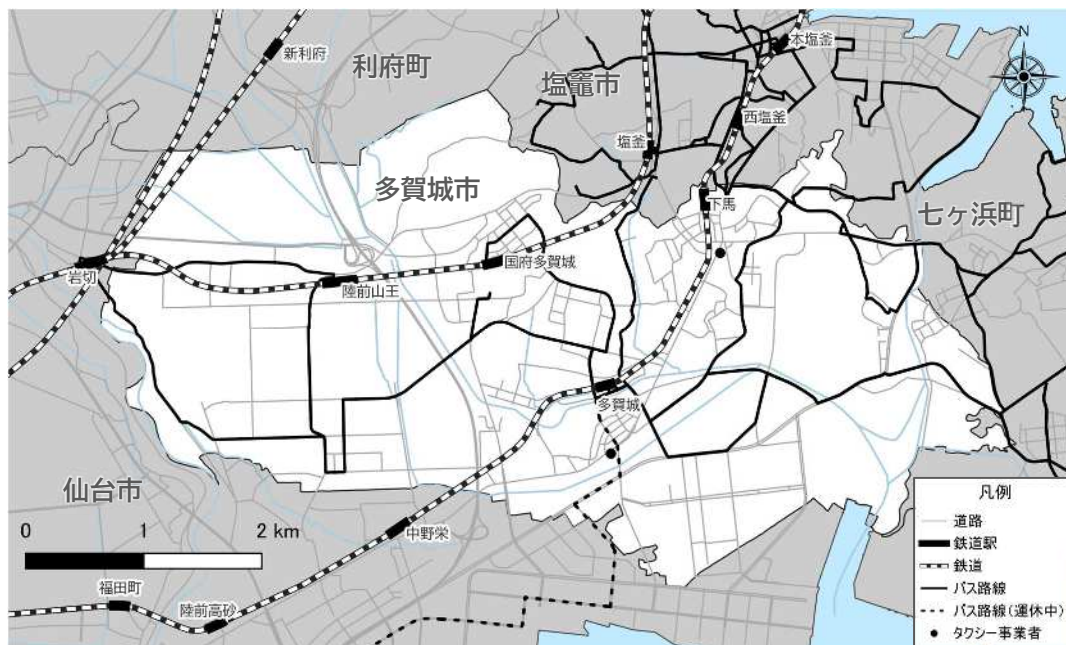 本塩釜
N
新利府
利府町
塩竈市
西塩釜
塩釜
多賀城市
下馬
七ヶ浜町
国府多賀城
岩切
陸前山王
多賀城
仙台市
0 1 2 km
中野栄
福田町
陸前高砂
凡例
道路
鉄道駅
鉄道
バス路線
バス路線(運休中)
タクシー事業者